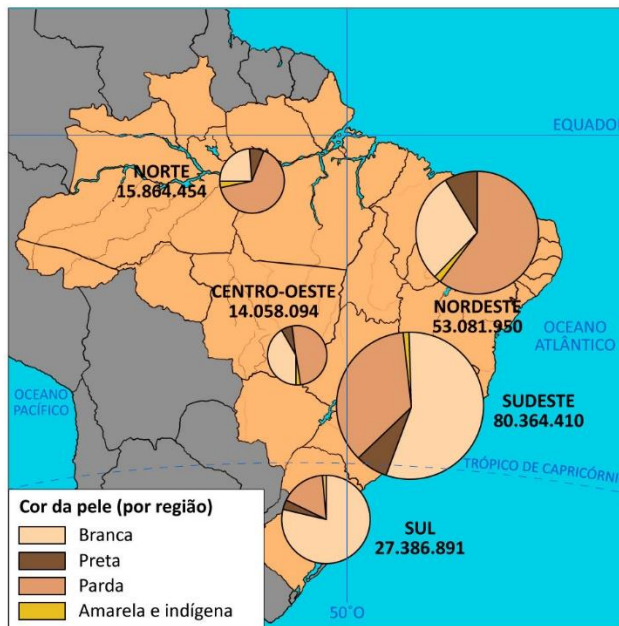 EQUADOR
NORTE
15.864.454
CENTRO-OESTE
14.058.094
NORDESTE
53.081.950
OCEANO
ATLÂNTICO
OCEANO
PACÍFICO
SUDESTE
80.364.410
TRÓPICO DE CAPRICÓRNI
SUL
27.386.891
Cor da pele (por região)
Branca
Preta
Parda
Amarela e indígena
50°O